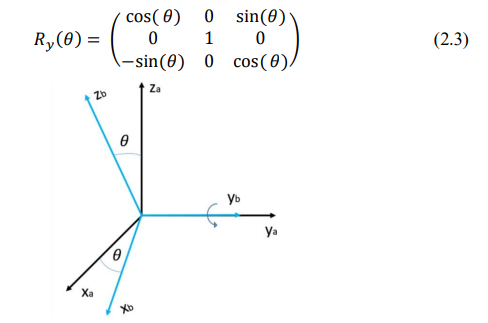 R_y(θ) = ( cos( θ) 0 sin(θ)
0 1 0
−sin(θ) 0 cos(θ) ) (2.3)
zb
za
θ
yb
ya
θ
xa
xb